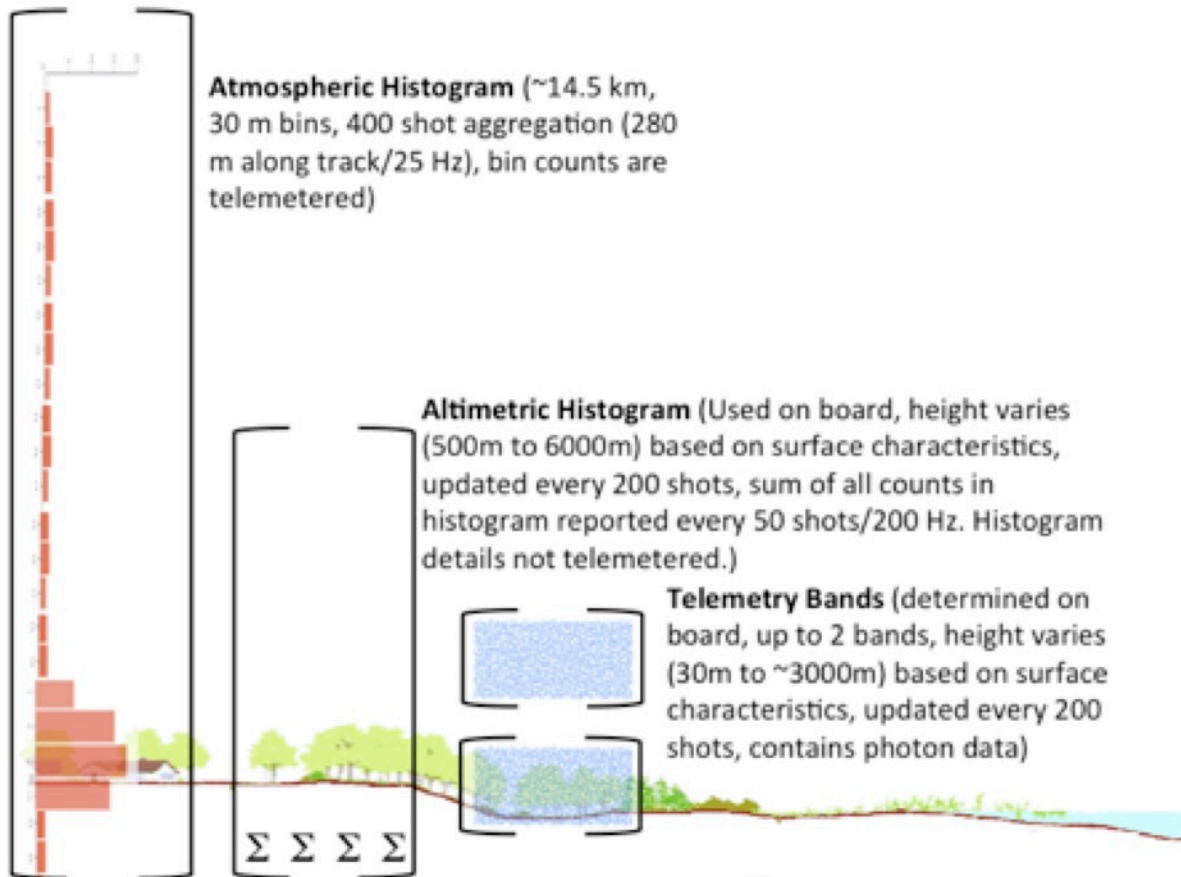 Atmospheric Histogram (~14.5 km,
30 m bins, 400 shot aggregation (280
m along track/25 Hz), bin counts are
telemetered)
Altimetric Histogram (Used on board, height varies
(500m to 6000m) based on surface characteristics,
updated every 200 shots, sum of all counts in
histogram reported every 50 shots/200 Hz. Histogram
details not telemetered.)
Telemetry Bands (determined on
board, up to 2 bands, height varies
(30m to ~3000m) based on surface
characteristics, updated every 200
shots, contains photon data)
Σ Σ Σ Σ